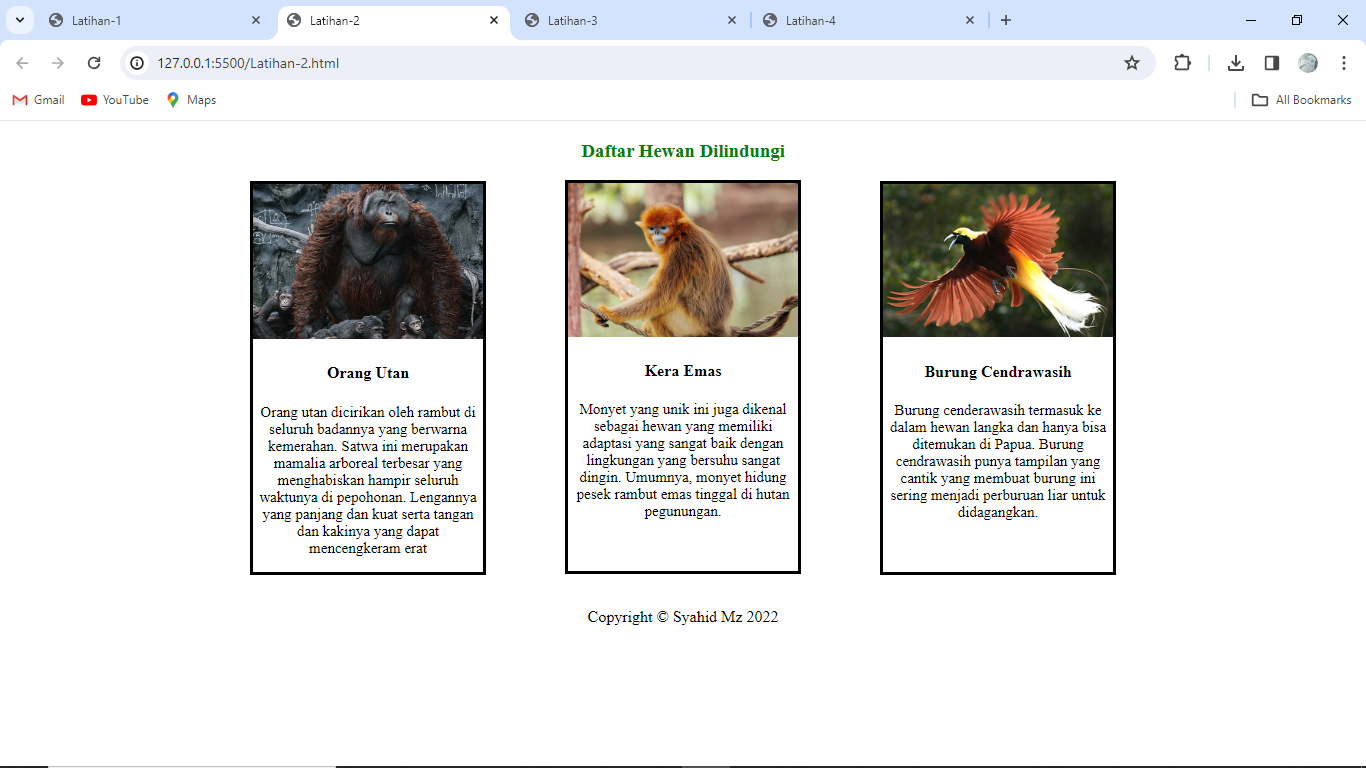 Latihan-1
Latihan-2
Latihan-3
Latihan-4
127.0.0.1:5500/Latihan-2.html
Gmail
YouTube
Maps
All Bookmarks
Daftar Hewan Dilindungi
Orang Utan
Orang utan dicirikan oleh rambut di
seluruh badannya yang berwarna
kemerahan. Satwa ini merupakan
mamalia arboreal terbesar yang
menghabiskan hampir seluruh
waktunya di pepohonan. Lengannya
yang panjang dan kuat serta tangan
dan kakinya yang dapat
mencengkeram erat
Kera Emas
Monyet yang unik ini juga dikenal
sebagai hewan yang memiliki
adaptasi yang sangat baik dengan
lingkungan yang bersuhu sangat
dingin. Umumnya, monyet hidung
pesek rambut emas tinggal di hutan
pegunungan.
Burung Cendrawasih
Burung cenderawasih termasuk ke
dalam hewan langka dan hanya bisa
ditemukan di Papua. Burung
cendrawasih punya tampilan yang
cantik yang membuat burung ini
sering menjadi perburuan liar untuk
didagangkan.
Copyright © Syahid Mz 2022